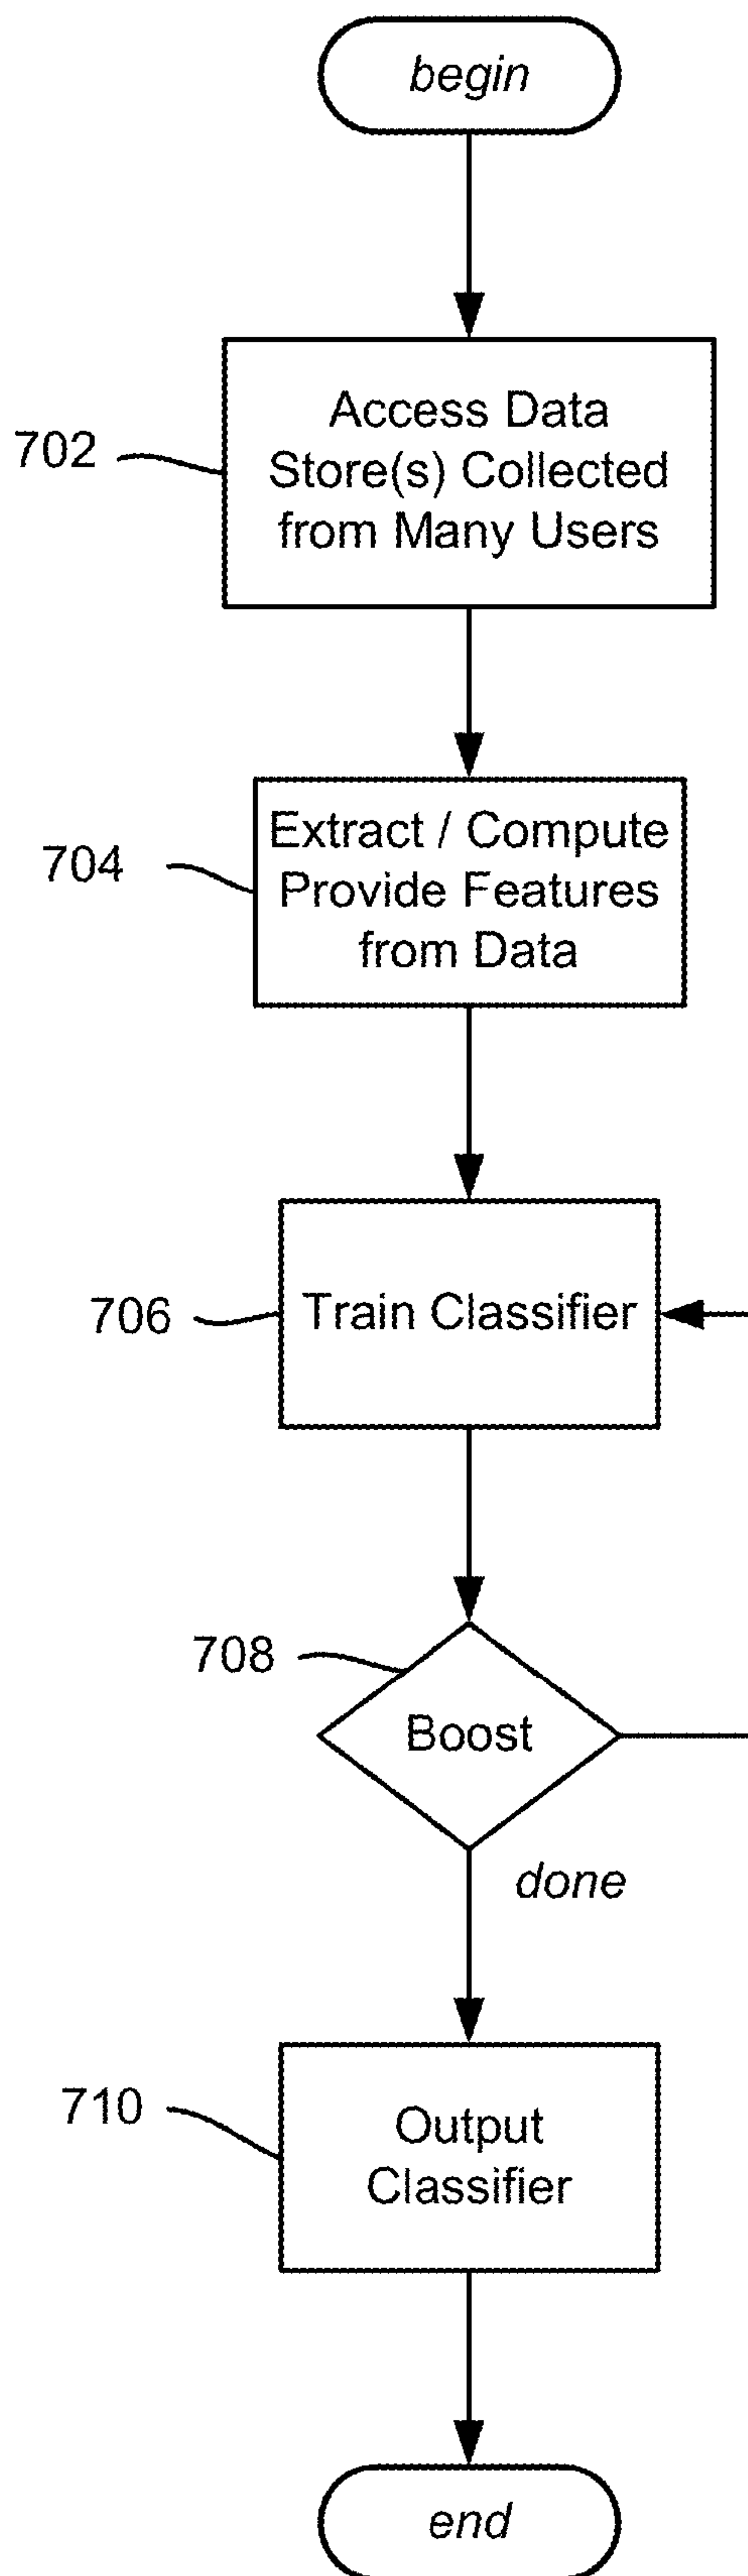 begin
702
Access Data
Store(s) Collected
from Many Users
704
Extract / Compute
Provide Features
from Data
706
Train Classifier
708
Boost
done
710
Output
Classifier
end